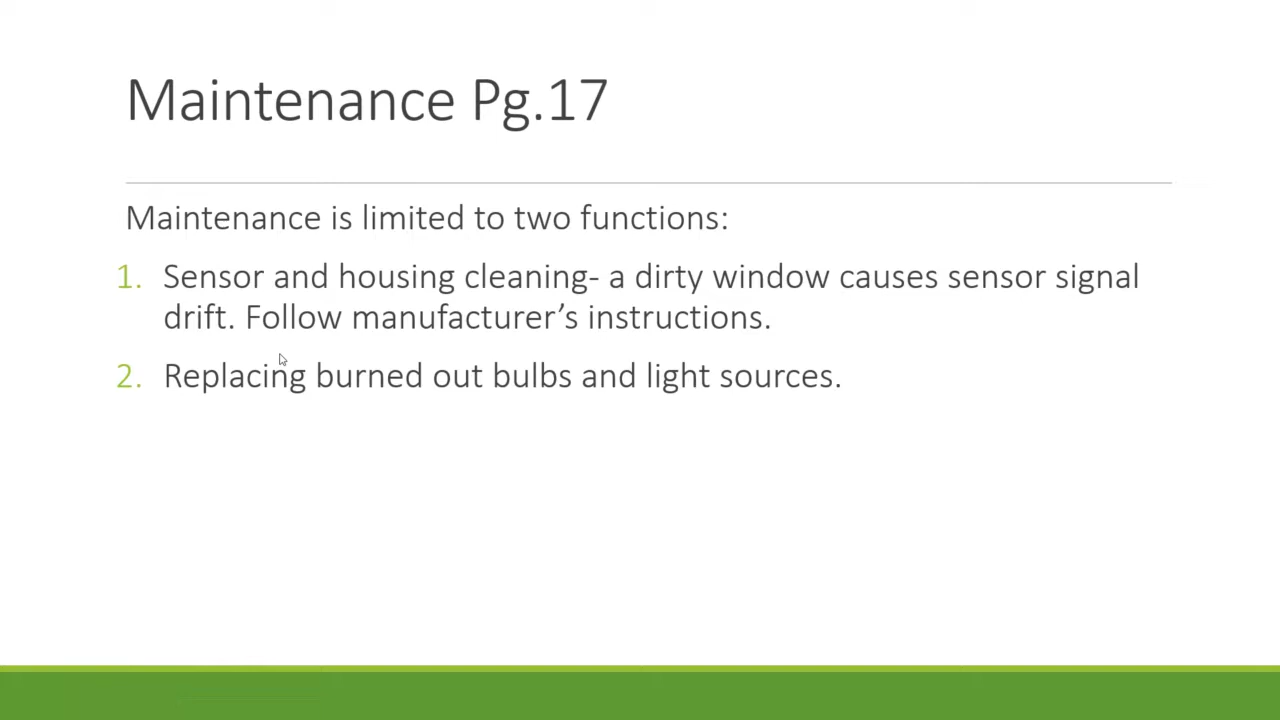 Maintenance Pg.17
Maintenance is limited to two functions:
1. Sensor and housing cleaning- a dirty window causes sensor signal
drift. Follow manufacturer’s instructions.
2. Replacing burned out bulbs and light sources.